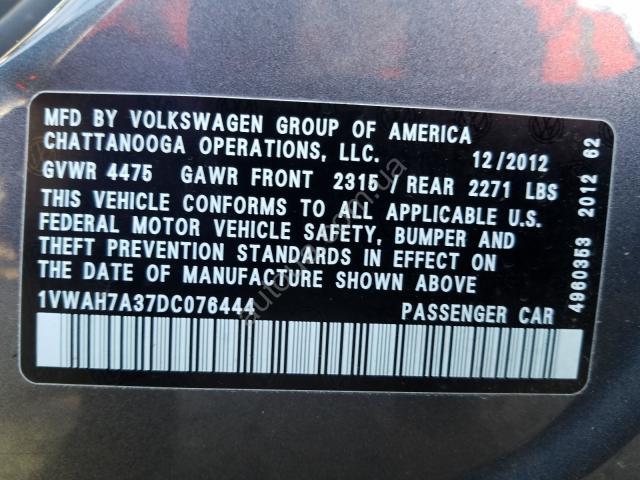 MFD BY VOLKSWAGEN GROUP OF AMERICA
CHATTANOOGA OPERATIONS, LLC. 12/2012
GVWR 4475 GAWR FRONT 2315 / REAR 2271 LBS
THIS VEHICLE CONFORMS TO ALL APPLICABLE U.S.
FEDERAL MOTOR VEHICLE SAFETY, BUMPER AND
THEFT PREVENTION STANDARDS IN EFFECT ON
THE DATE OF MANUFACTURE SHOWN ABOVE
1VWAH7A37DC076444 PASSENGER CAR
4960353 2012 62